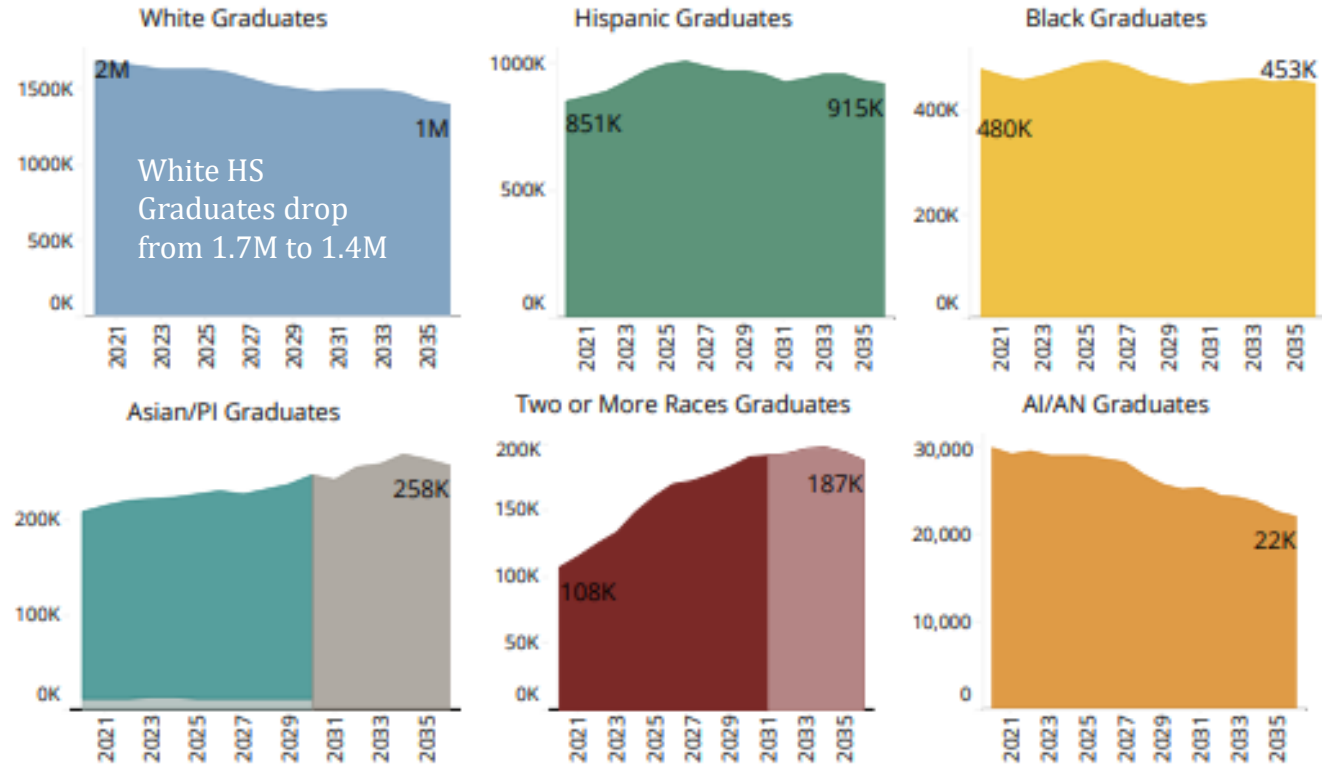 White Graduates
2M
1500K
1000K
500K
0K
1M
White HS
Graduates drop
from 1.7M to 1.4M
2021
2023
2025
2027
2029
2031
2033
2035
Hispanic Graduates
1000K
500K
0K
851K
915K
2021
2023
2025
2027
2029
2031
2033
2035
Black Graduates
400K
200K
0K
480K
453K
2021
2023
2025
2027
2029
2031
2033
2035
Asian/PI Graduates
200K
100K
0K
258K
2021
2023
2025
2027
2029
2031
2033
2035
Two or More Races Graduates
200K
150K
100K
50K
0K
108K
187K
2021
2023
2025
2027
2029
2031
2033
2035
AI/AN Graduates
30,000
20,000
10,000
0
22K
2021
2023
2025
2027
2029
2031
2033
2035